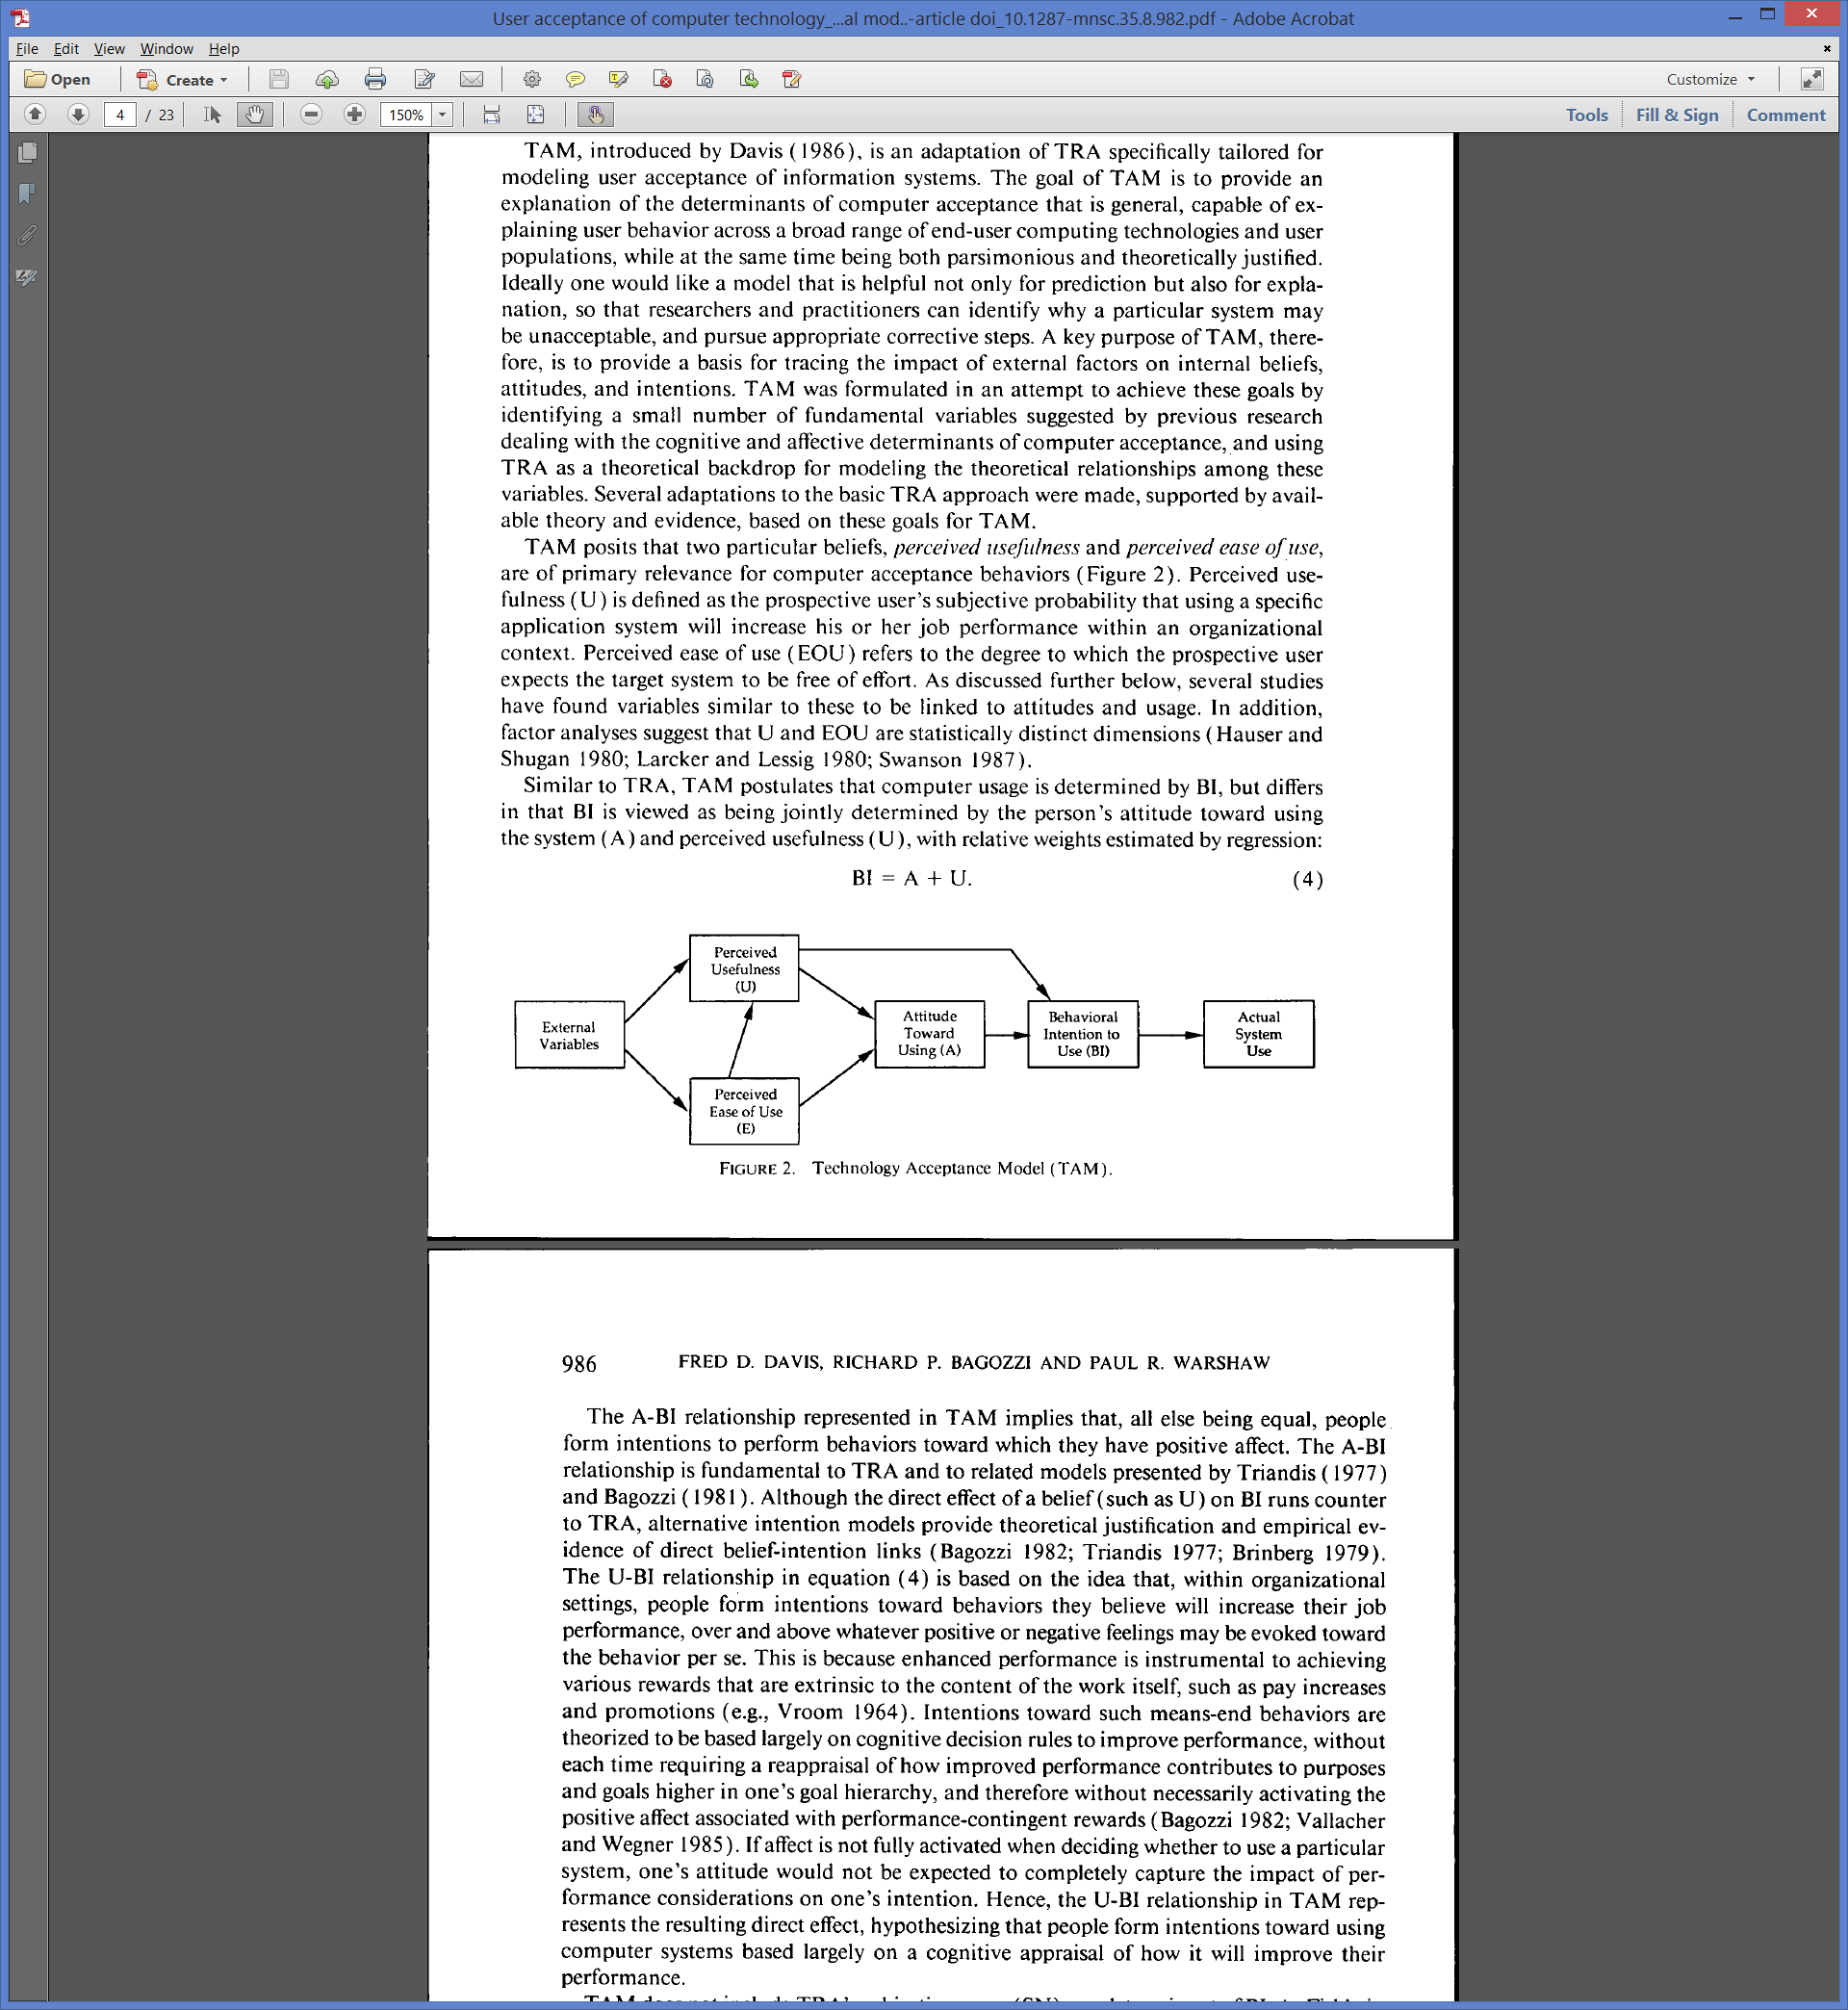 User acceptance of computer technology_...al mod..-article doi_10.1287-mnsc.35.8.982.pdf - Adobe Acrobat
File Edit View Window Help
Open Create Customize
4 / 23 150% Tools Fill & Sign Comment
TAM, introduced by Davis (1986), is an adaptation of TRA specifically tailored for
modeling user acceptance of information systems. The goal of TAM is to provide an
explanation of the determinants of computer acceptance that is general, capable of ex-
plaining user behavior across a broad range of end-user computing technologies and user
populations, while at the same time being both parsimonious and theoretically justified.
Ideally one would like a model that is helpful not only for prediction but also for expla-
nation, so that researchers and practitioners can identify why a particular system may
be unacceptable, and pursue appropriate corrective steps. A key purpose of TAM, there-
fore, is to provide a basis for tracing the impact of external factors on internal beliefs,
attitudes, and intentions. TAM was formulated in an attempt to achieve these goals by
identifying a small number of fundamental variables suggested by previous research
dealing with the cognitive and affective determinants of computer acceptance, and using
TRA as a theoretical backdrop for modeling the theoretical relationships among these
variables. Several adaptations to the basic TRA approach were made, supported by avail-
able theory and evidence, based on these goals for TAM.
TAM posits that two particular beliefs, perceived usefulness and perceived ease of use,
are of primary relevance for computer acceptance behaviors (Figure 2). Perceived use-
fulness (U) is defined as the prospective user's subjective probability that using a specific
application system will increase his or her job performance within an organizational
context. Perceived ease of use (EOU) refers to the degree to which the prospective user
expects the target system to be free of effort. As discussed further below, several studies
have found variables similar to these to be linked to attitudes and usage. In addition,
factor analyses suggest that U and EOU are statistically distinct dimensions (Hauser and
Shugan 1980; Larcker and Lessig 1980; Swanson 1987).
Similar to TRA, TAM postulates that computer usage is determined by BI, but differs
in that BI is viewed as being jointly determined by the person's attitude toward using
the system (A) and perceived usefulness (U), with relative weights estimated by regression:
BI = A + U. (4)
Perceived
Usefulness
(U)
External
Variables
Attitude
Toward
Using (A)
Behavioral
Intention to
Use (BI)
Actual
System
Use
Perceived
Ease of Use
(E)
FIGURE 2. Technology Acceptance Model (TAM).
986 FRED D. DAVIS, RICHARD P. BAGOZZI AND PAUL R. WARSHAW
The A-BI relationship represented in TAM implies that, all else being equal, people
form intentions to perform behaviors toward which they have positive affect. The A-BI
relationship is fundamental to TRA and to related models presented by Triandis (1977)
and Bagozzi (1981). Although the direct effect of a belief (such as U) on BI runs counter
to TRA, alternative intention models provide theoretical justification and empirical ev-
idence of direct belief-intention links (Bagozzi 1982; Triandis 1977; Brinberg 1979).
The U-BI relationship in equation (4) is based on the idea that, within organizational
settings, people form intentions toward behaviors they believe will increase their job
performance, over and above whatever positive or negative feelings may be evoked toward
the behavior per se. This is because enhanced performance is instrumental to achieving
various rewards that are extrinsic to the content of the work itself, such as pay increases
and promotions (e.g., Vroom 1964). Intentions toward such means-end behaviors are
theorized to be based largely on cognitive decision rules to improve performance, without
each time requiring a reappraisal of how improved performance contributes to purposes
and goals higher in one's goal hierarchy, and therefore without necessarily activating the
positive affect associated with performance-contingent rewards (Bagozzi 1982; Vallacher
and Wegner 1985). If affect is not fully activated when deciding whether to use a particular
system, one's attitude would not be expected to completely capture the impact of per-
formance considerations on one's intention. Hence, the U-BI relationship in TAM rep-
resents the resulting direct effect, hypothesizing that people form intentions toward using
computer systems based largely on a cognitive appraisal of how it will improve their
performance.